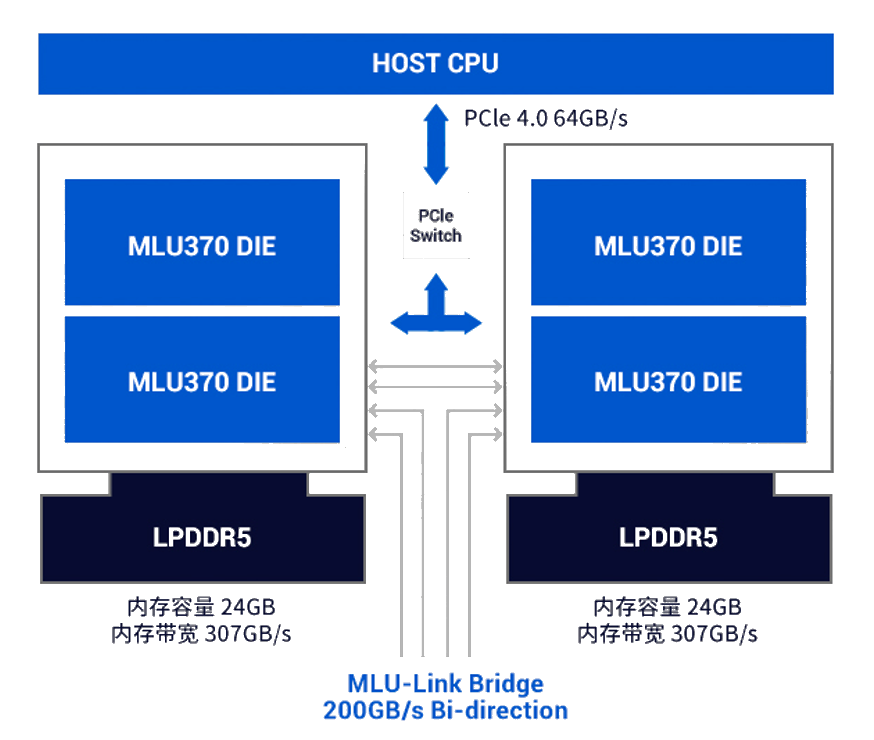 HOST CPU
PCle 4.0 64GB/s
PCle
Switch
MLU370 DIE
MLU370 DIE
MLU370 DIE
MLU370 DIE
LPDDR5
LPDDR5
内存容量 24GB
内存带宽 307GB/s
内存容量 24GB
内存带宽 307GB/s
MLU-Link Bridge
200GB/s Bi-direction